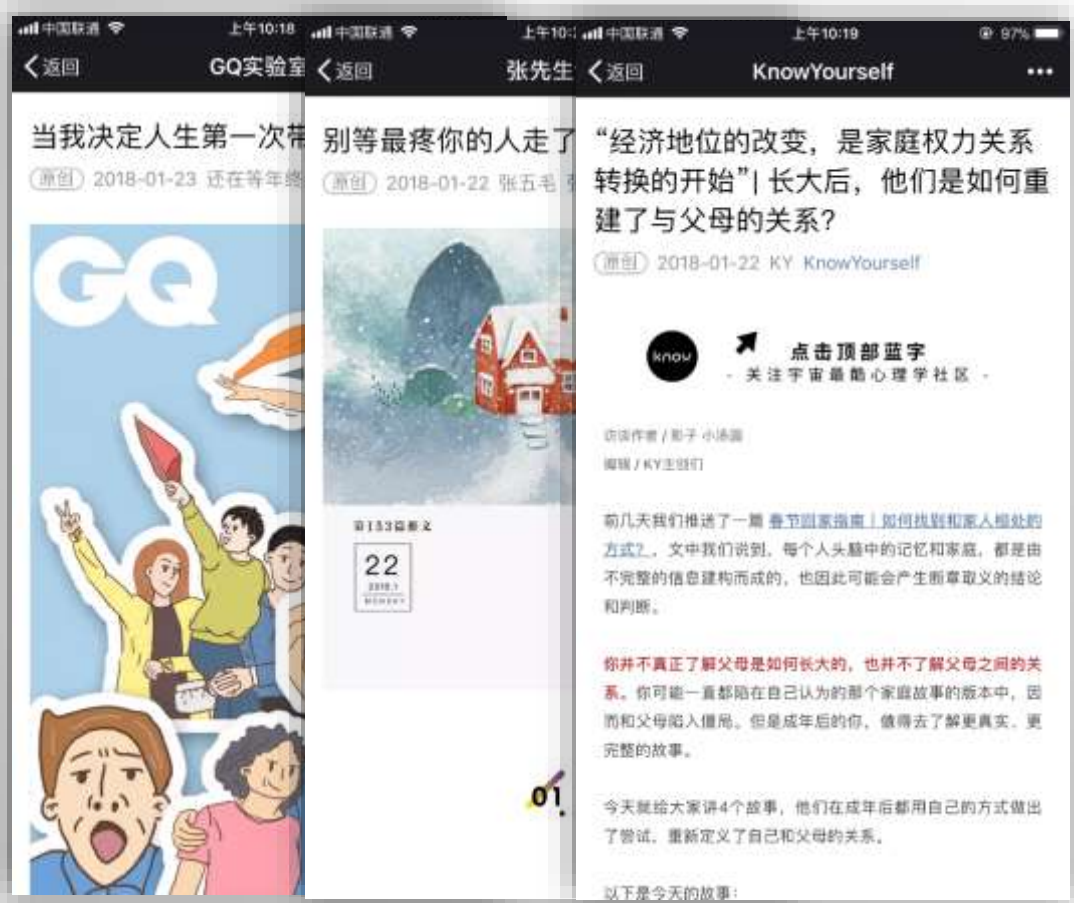 中国联通
上午10:18
返回
GQ实验室
当我决定人生第一次带
原创 2018-01-23 还在等年终
GQ
中国联通
上午10:
返回
张先生
别等最疼你的人走了
原创 2018-01-22 张五毛
第153篇推文
22
2018.1
MONDAY
01
中国联通
上午10:19
97%
返回
KnowYourself
“经济地位的改变，是家庭权力关系
转换的开始”| 长大后，他们是如何重
建了与父母的关系？
原创 2018-01-22 KY KnowYourself
know
点击顶部蓝字
- 关注宇宙最酷心理学社区 -
访谈作者 / 影子 小汤圆
编辑 / KY主创们
前几天我们推送了一篇 春节回家指南 | 如何找到和家人相处的
方式？，文中我们说到，每个人头脑中的记忆和家庭，都是由
不完整的信息建构而成的，也因此可能会产生断章取义的结论
和判断。
你并不真正了解父母是如何长大的，也并不了解父母之间的关
系。你可能一直都陷在自己认为的那个家庭故事的版本中，因
而和父母陷入僵局。但是成年后的你，值得去了解更真实、更
完整的故事。
今天就给大家讲4个故事，他们在成年后都用自己的方式做出
了尝试，重新定义了自己和父母的关系。
以下是今天的故事：